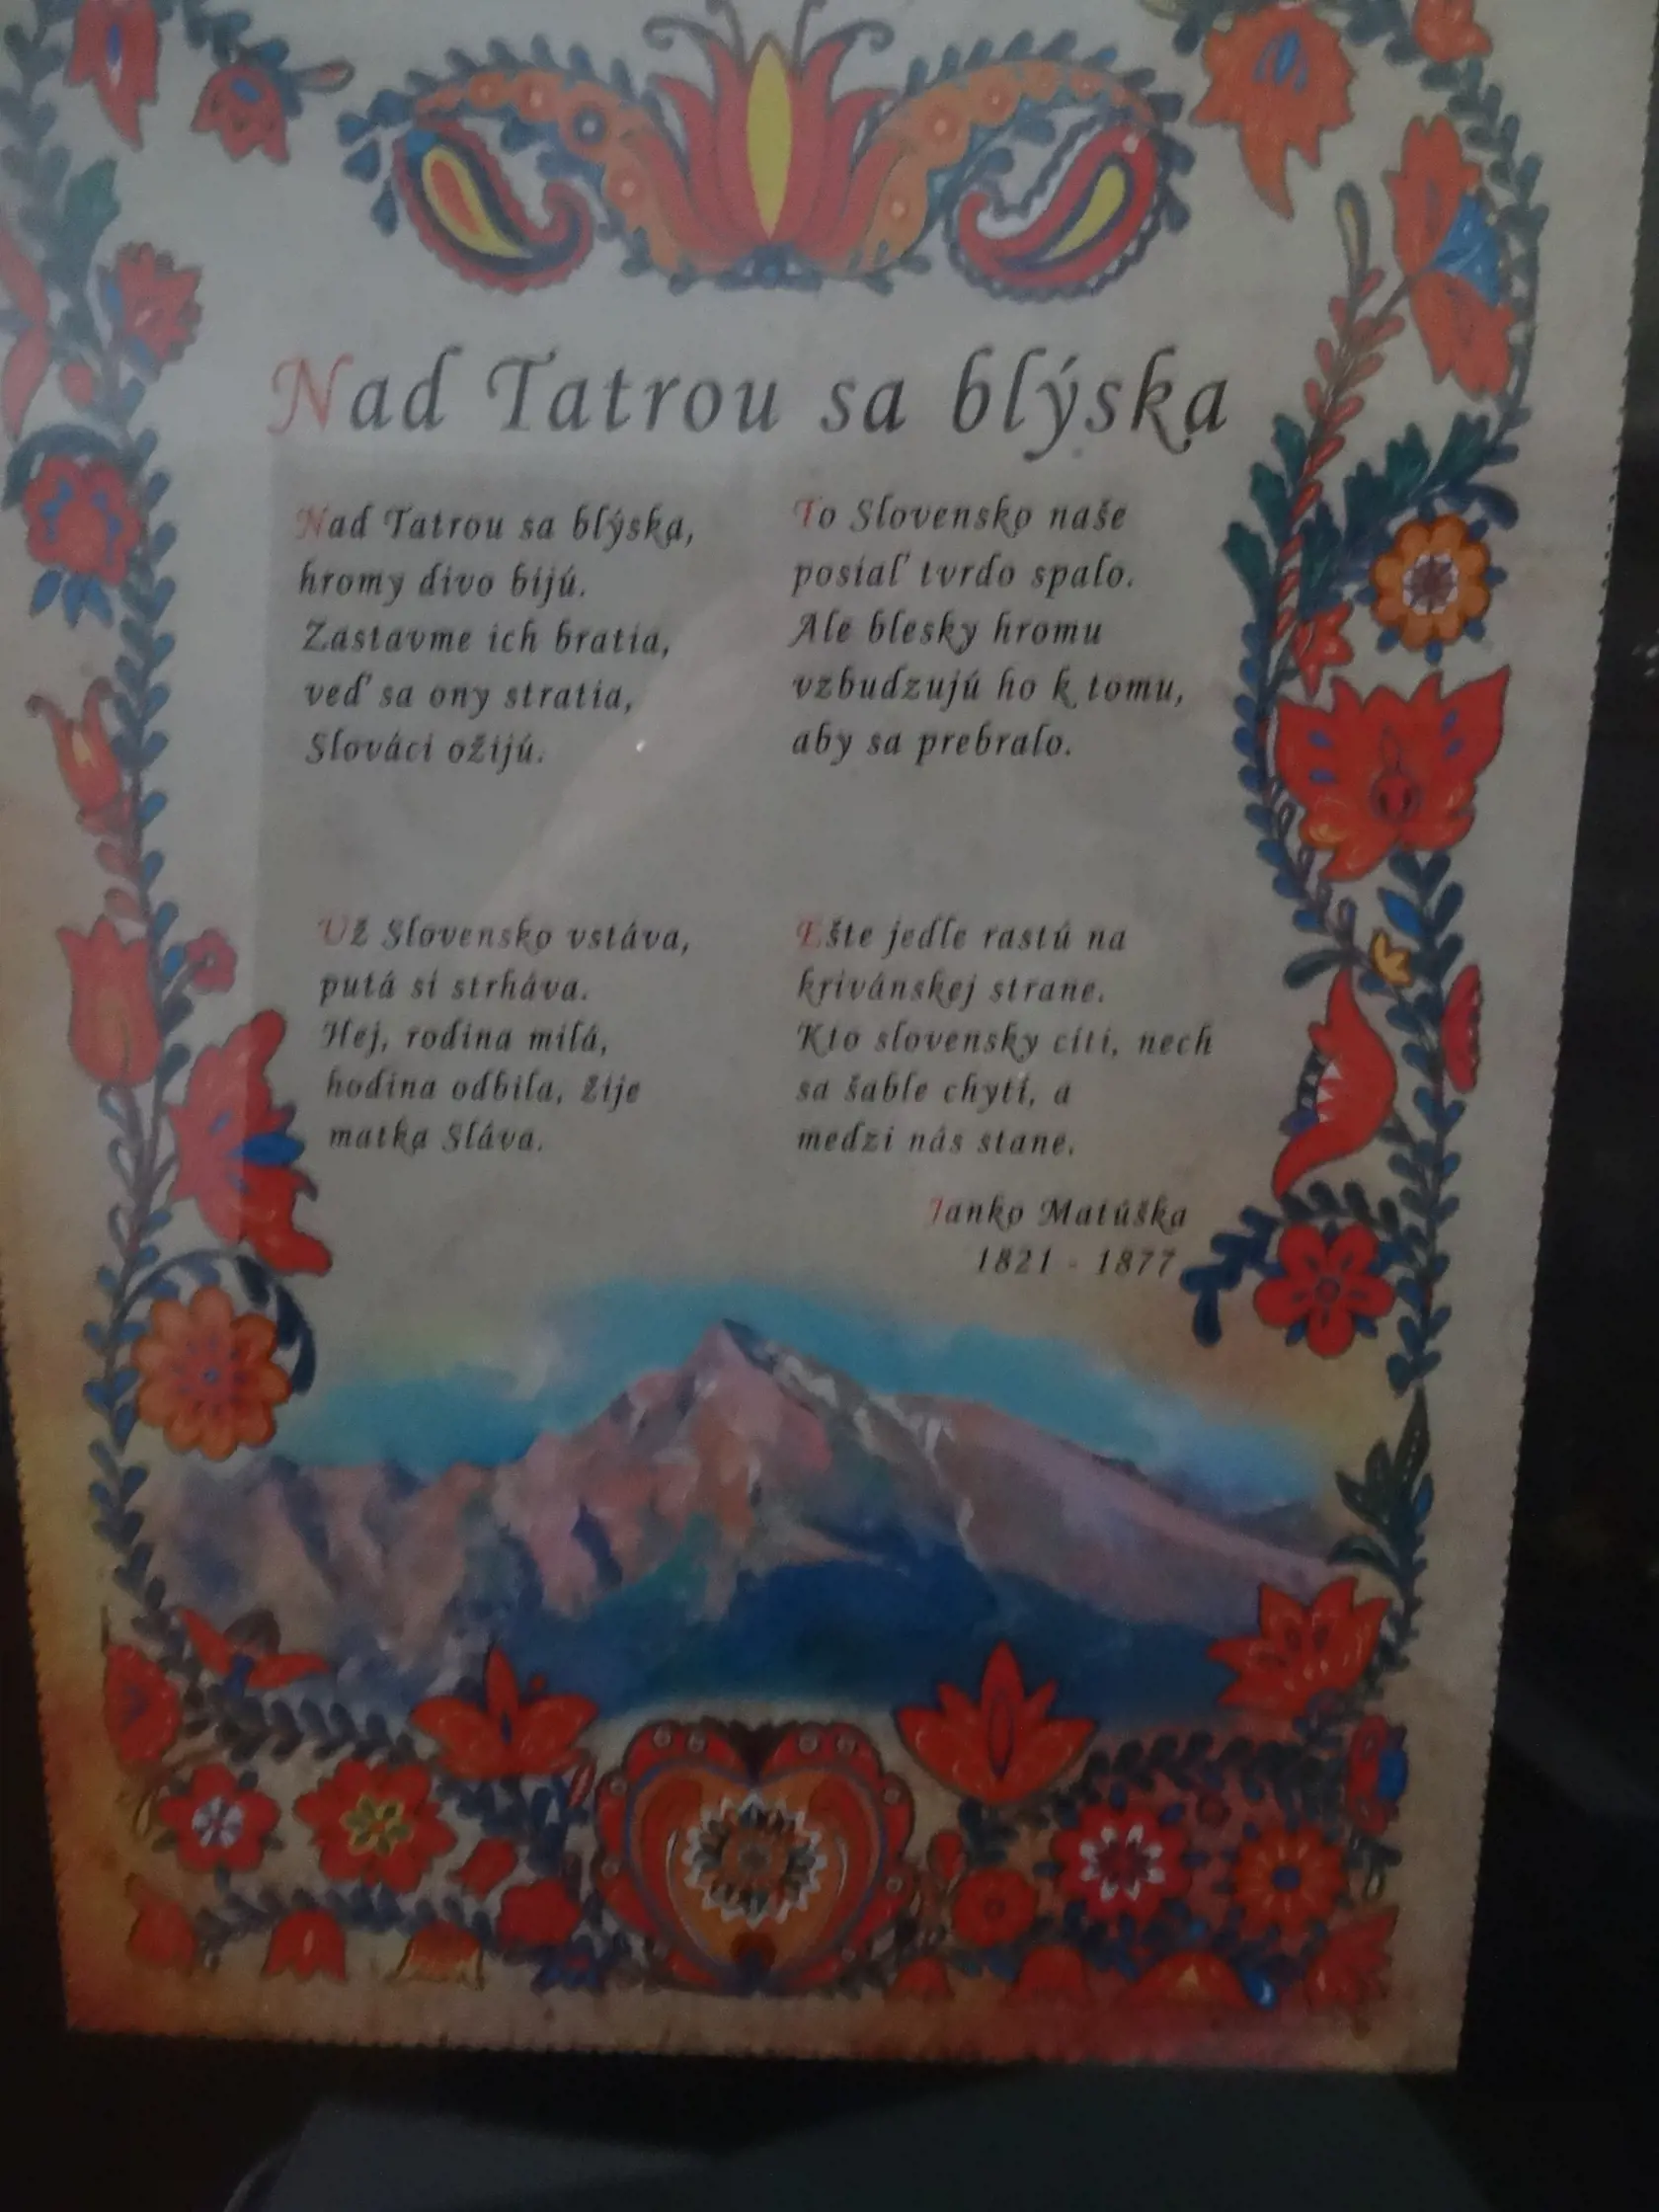 Nad Tatrou sa blýska
Nad Tatrou sa blýska,
hromy divo bijú.
Zastavme ich bratia,
veď sa ony stratia,
Slováci ožijú.
To Slovensko naše
posiaľ tvrdo spalo.
Ale blesky hromu
vzbudzujú ho k tomu,
aby sa prebralo.
Už Slovensko vstáva,
putá si strháva.
Hej, rodina milá,
hodina odbila, žije
matka Sláva.
Ešte jedle rastú na
krivánskej strane.
Kto slovensky cíti, nech
sa šable chytí, a
medzi nás stane.
Janko Matúška
1821 - 1877